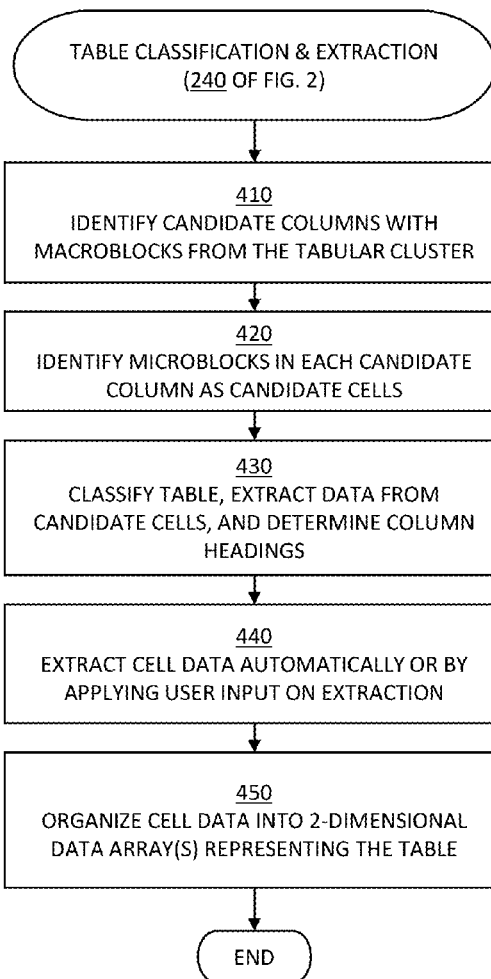 TABLE CLASSIFICATION & EXTRACTION
(240 OF FIG. 2)
410
IDENTIFY CANDIDATE COLUMNS WITH
MACROBLOCKS FROM THE TABULAR CLUSTER
420
IDENTIFY MICROBLOCKS IN EACH CANDIDATE
COLUMN AS CANDIDATE CELLS
430
CLASSIFY TABLE, EXTRACT DATA FROM
CANDIDATE CELLS, AND DETERMINE COLUMN
HEADINGS
440
EXTRACT CELL DATA AUTOMATICALLY OR BY
APPLYING USER INPUT ON EXTRACTION
450
ORGANIZE CELL DATA INTO 2-DIMENSIONAL
DATA ARRAY(S) REPRESENTING THE TABLE
END